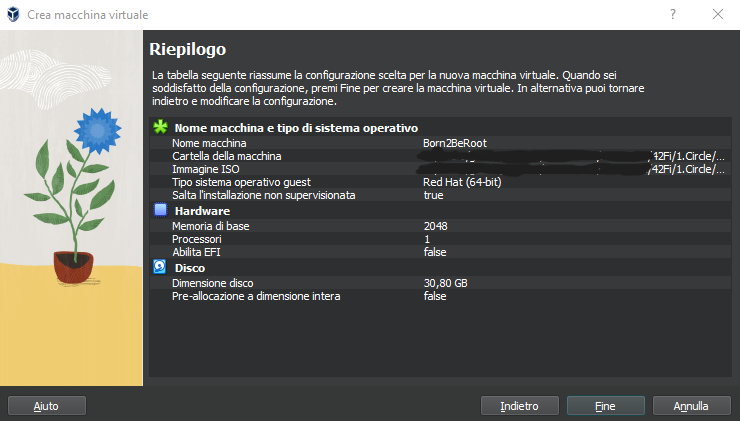 Crea macchina virtuale
Riepilogo
La tabella seguente riassume la configurazione scelta per la nuova macchina virtuale. Quando sei
soddisfatto della configurazione, premi Fine per creare la macchina virtuale. In alternativa puoi tornare
indietro e modificare la configurazione.
Nome macchina e tipo di sistema operativo
Nome macchina Born2BeRoot
Cartella della macchina /42Fi/1.Circle/...
Immagine ISO /42Fi/1.Circle/...
Tipo sistema operativo guest Red Hat (64-bit)
Salta l'installazione non supervisionata true
Hardware
Memoria di base 2048
Processori 1
Abilita EFI false
Disco
Dimensione disco 30,80 GB
Pre-allocazione a dimensione intera false
Aiuto Indietro Fine Annulla